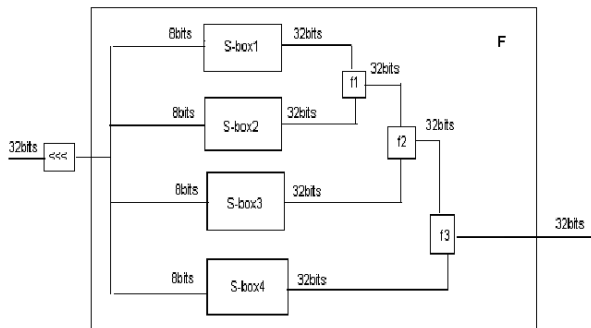 8bits
S-box1
32bits
F
32bits
f1
8bits
S-box2
32bits
32bits
32bits
<<<
f2
8bits
S-box3
32bits
32bits
f3
8bits
S-box4
32bits